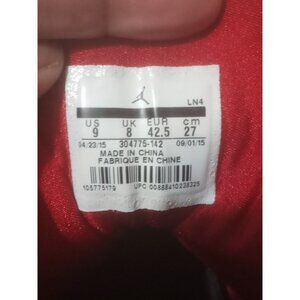 LN4
US UK EUR cm
9 8 42.5 27
04/23/15 304775-142 09/01/15
MADE IN CHINA
FABRIQUE EN CHINE
105775179 UPC 00888410238325